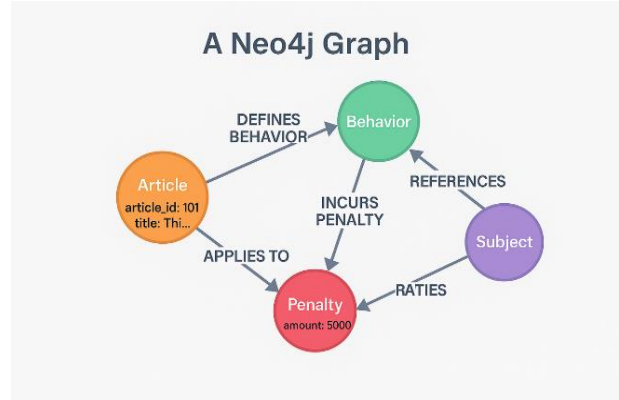 A Neo4j Graph
DEFINES
BEHAVIOR
Behavior
Article
article_id: 101
title: Thi...
REFERENCES
INCURS
PENALTY
Subject
APPLIES TO
RATIES
Penalty
amount: 5000